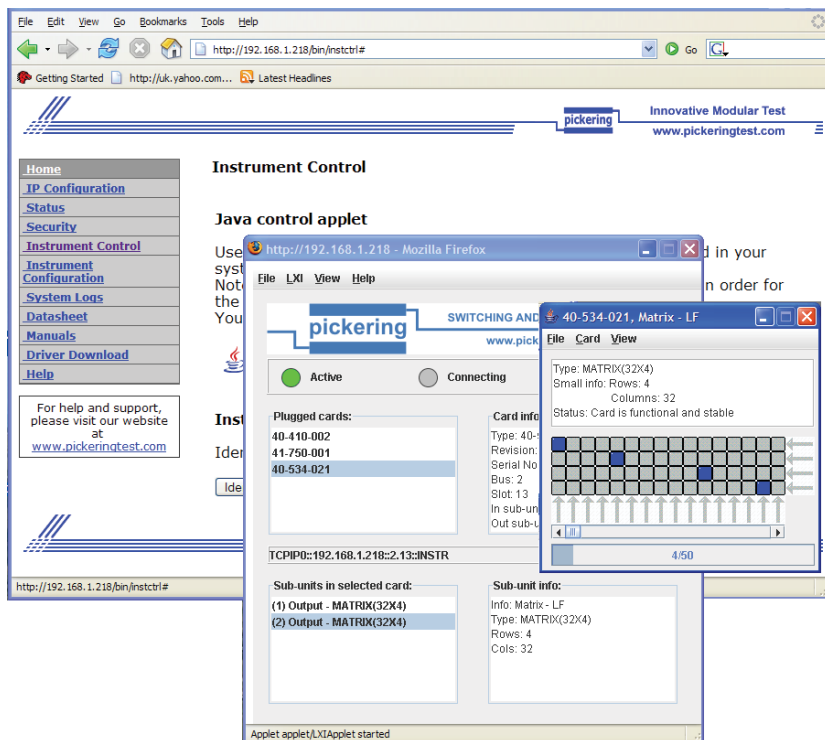 File Edit View Go Bookmarks Tools Help
http://192.168.1.218/bin/instctrl#
Go
G
Getting Started http://uk.yahoo.com... Latest Headlines
pickering
Innovative Modular Test
www.pickeringtest.com
Home
IP Configuration
Status
Security
Instrument Control
Instrument
Configuration
System Logs
Datasheet
Manuals
Driver Download
Help
For help and support,
please visit our website
at
www.pickeringtest.com
Instrument Control
Java control applet
Use
d in your
syst
Not
n order for
the
You
Inst
Iden
Ide
http://192.168.1.218/bin/instctrl#
http://192.168.1.218 - Mozilla Firefox
File LXI View Help
pickering
SWITCHING AND
www.pick
Active
Connecting
Plugged cards:
40-410-002
41-750-001
40-534-021
Card info
Type: 40-
Revision:
Serial No
Bus: 2
Slot: 13
In sub-un
Out sub-u
TCPIP0::192.168.1.218::2.13::INSTR
Sub-units in selected card:
(1) Output - MATRIX(32X4)
(2) Output - MATRIX(32X4)
Sub-unit info:
Info: Matrix - LF
Type: MATRIX(32X4)
Rows: 4
Cols: 32
Applet applet/LXIApplet started
40-534-021, Matrix - LF
File Card View
Type: MATRIX(32X4)
Small info: Rows: 4
Columns: 32
Status: Card is functional and stable
4/50